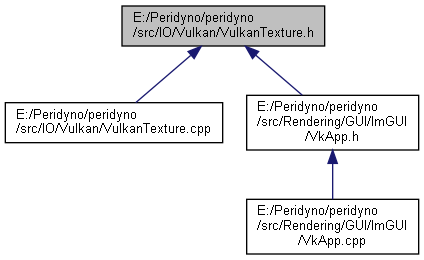 E:/Peridyno/peridyno
/src/IO/Vulkan/VulkanTexture.h
E:/Peridyno/peridyno
/src/IO/Vulkan/VulkanTexture.cpp
E:/Peridyno/peridyno
/src/Rendering/GUI/ImGUI
/VkApp.h
E:/Peridyno/peridyno
/src/Rendering/GUI/ImGUI
/VkApp.cpp